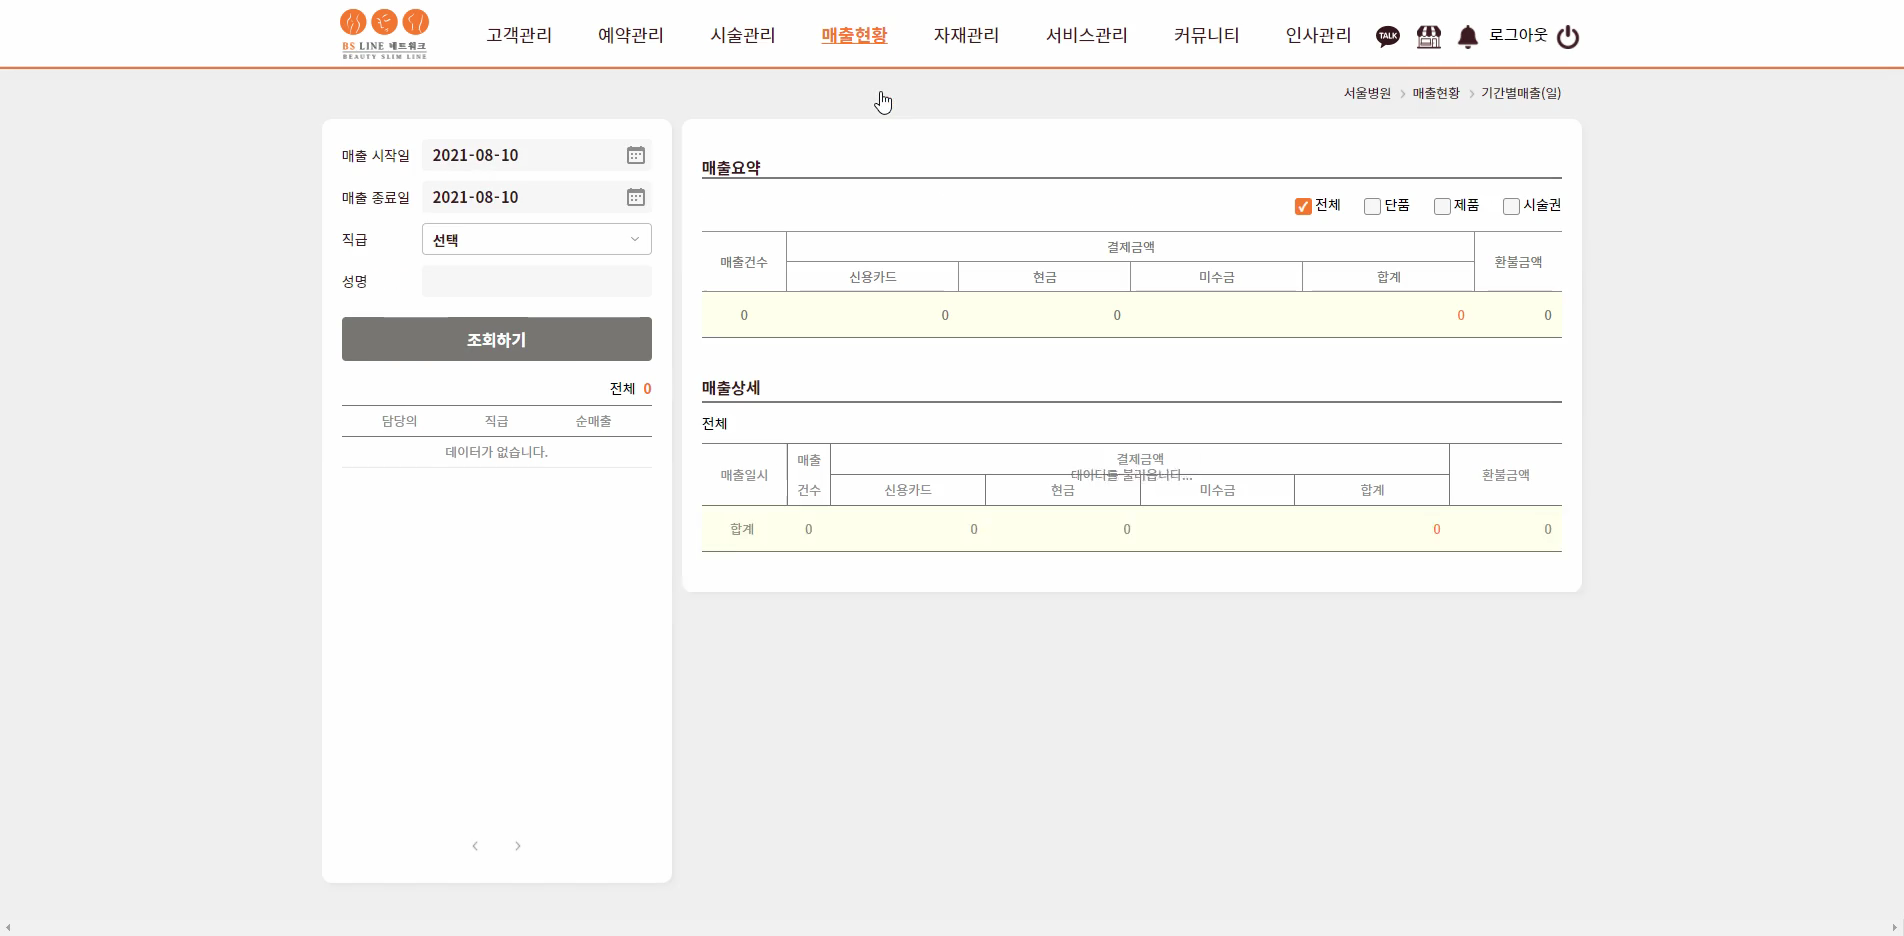 BS LINE 네트워크
BEAUTY SLIM LINE
고객관리 예약관리 시술관리 매출현황 자재관리 서비스관리 커뮤니티 인사관리 TALK 로그아웃
서울병원 > 매출현황 > 기간별매출(일)
매출 시작일 2021-08-10
매출 종료일 2021-08-10
직급 선택
성명
조회하기
전체 0
담당의 직급 순매출
데이터가 없습니다.
매출요약
전체 단품 제품 시술권
매출건수 결제금액 환불금액
신용카드 현금 미수금 합계
0 0 0 0 0
매출상세
전체
매출일시 매출 건수 결제금액 환불금액
데이터를 불러옵니다...
신용카드 현금 미수금 합계
합계 0 0 0 0 0